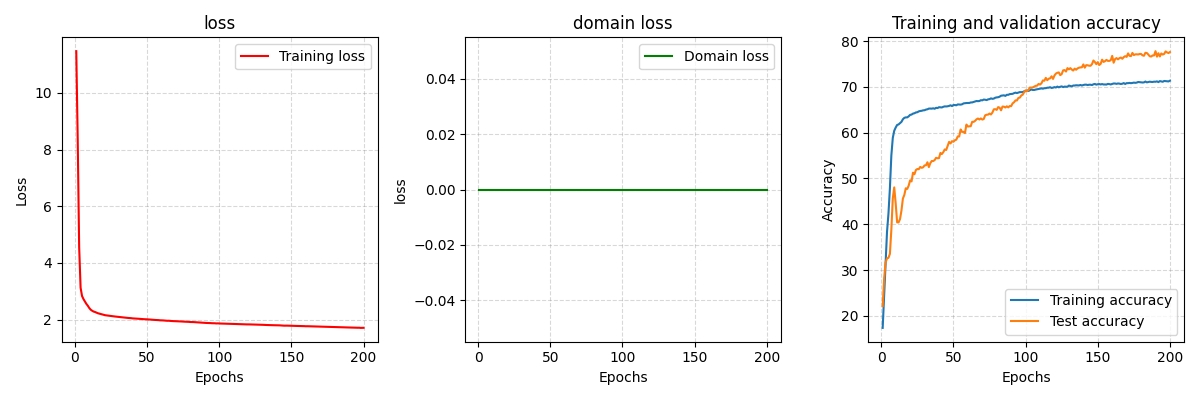 loss
Training loss
Loss
10
8
6
4
2
0 50 100 150 200
Epochs
domain loss
Domain loss
loss
0.04
0.02
0.00
−0.02
−0.04
0 50 100 150 200
Epochs
Training and validation accuracy
Accuracy
80
70
60
50
40
30
20
Training accuracy
Test accuracy
0 50 100 150 200
Epochs